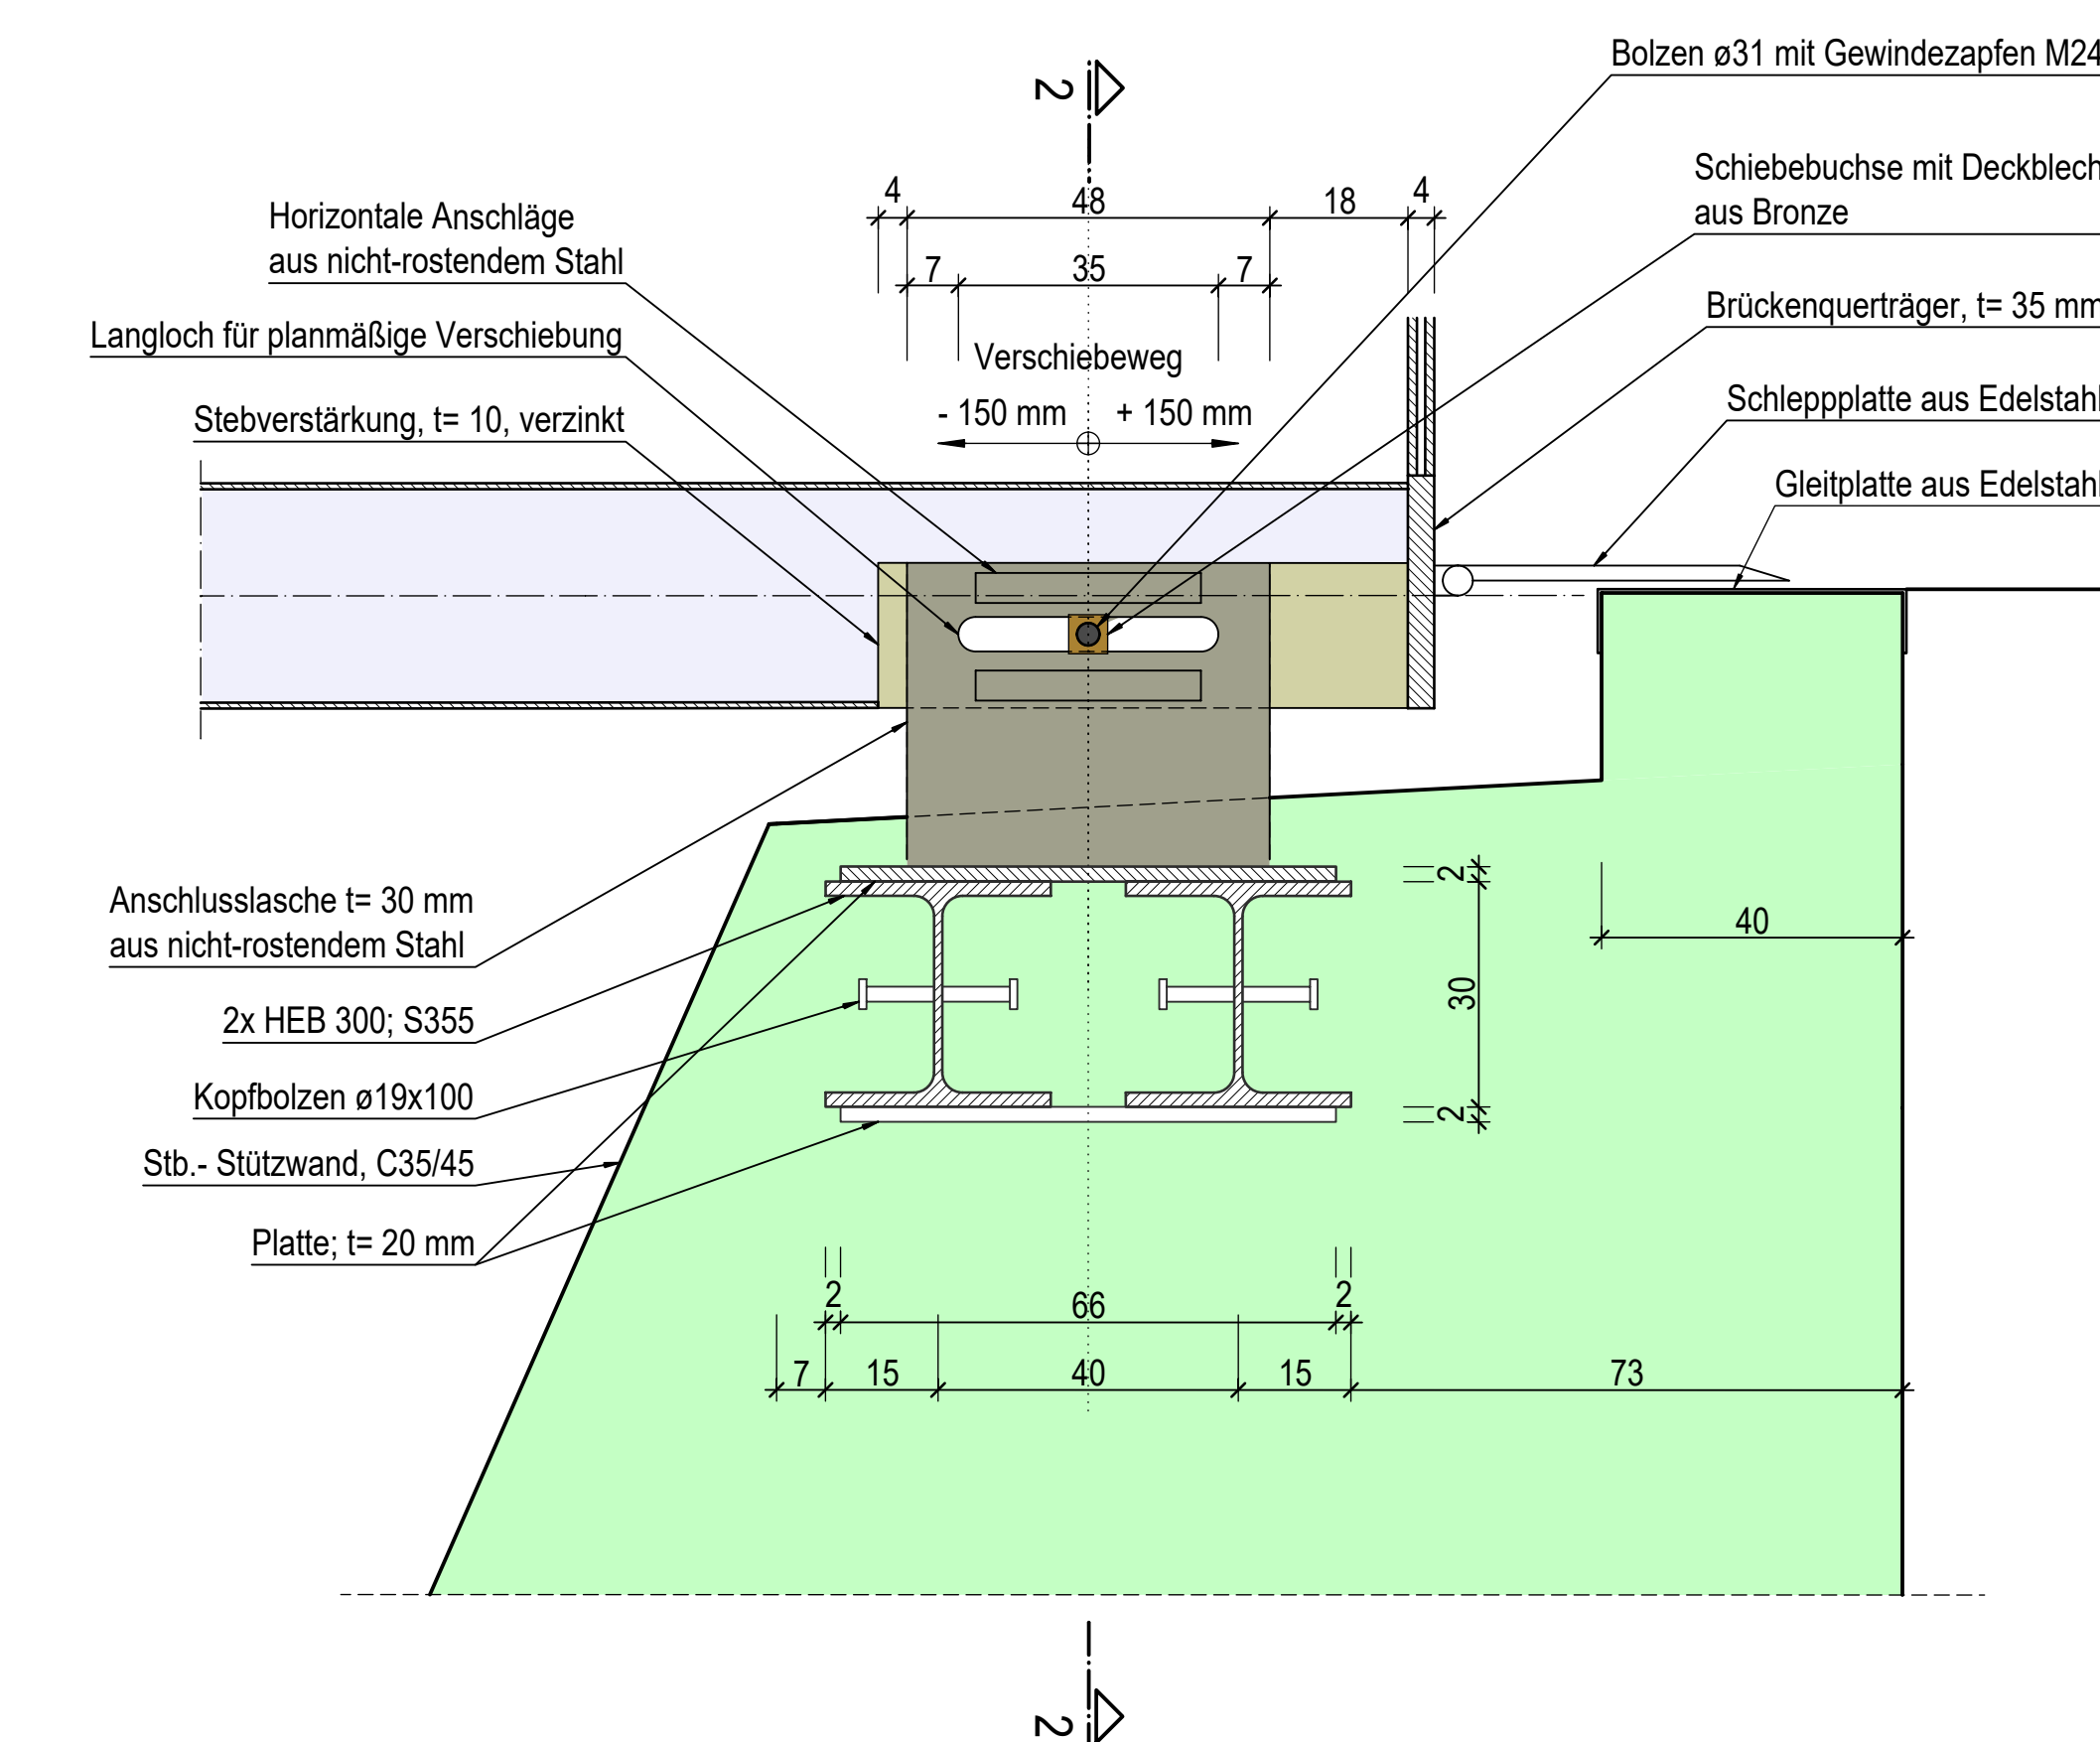 Bolzen ø31 mit Gewindezapfen M24
2
Schiebebuchse mit Deckblech
aus Bronze
4
48
18
4
Horizontale Anschläge
aus nicht-rostendem Stahl
7
35
7
Brückenquerträger, t= 35 mm
Langloch für planmäßige Verschiebung
Verschiebeweg
Schleppplatte aus Edelstahl
- 150 mm
+ 150 mm
Stebverstärkung, t= 10, verzinkt
Gleitplatte aus Edelstahl
Anschlusslasche t= 30 mm
aus nicht-rostendem Stahl
2
40
30
2x HEB 300; S355
Kopfbolzen ø19x100
2
Stb.- Stützwand, C35/45
Platte; t= 20 mm
2
66
2
7
15
40
15
73
2